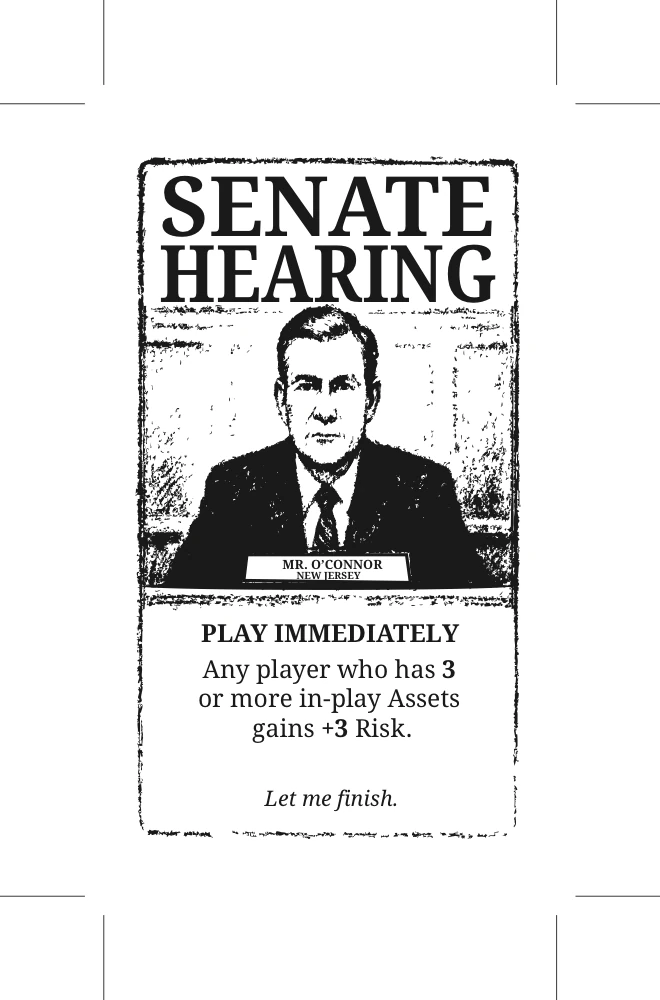 SENATE
HEARING
MR. O'CONNOR
NEW JERSEY
PLAY IMMEDIATELY
Any player who has 3
or more in-play Assets
gains +3 Risk.
Let me finish.